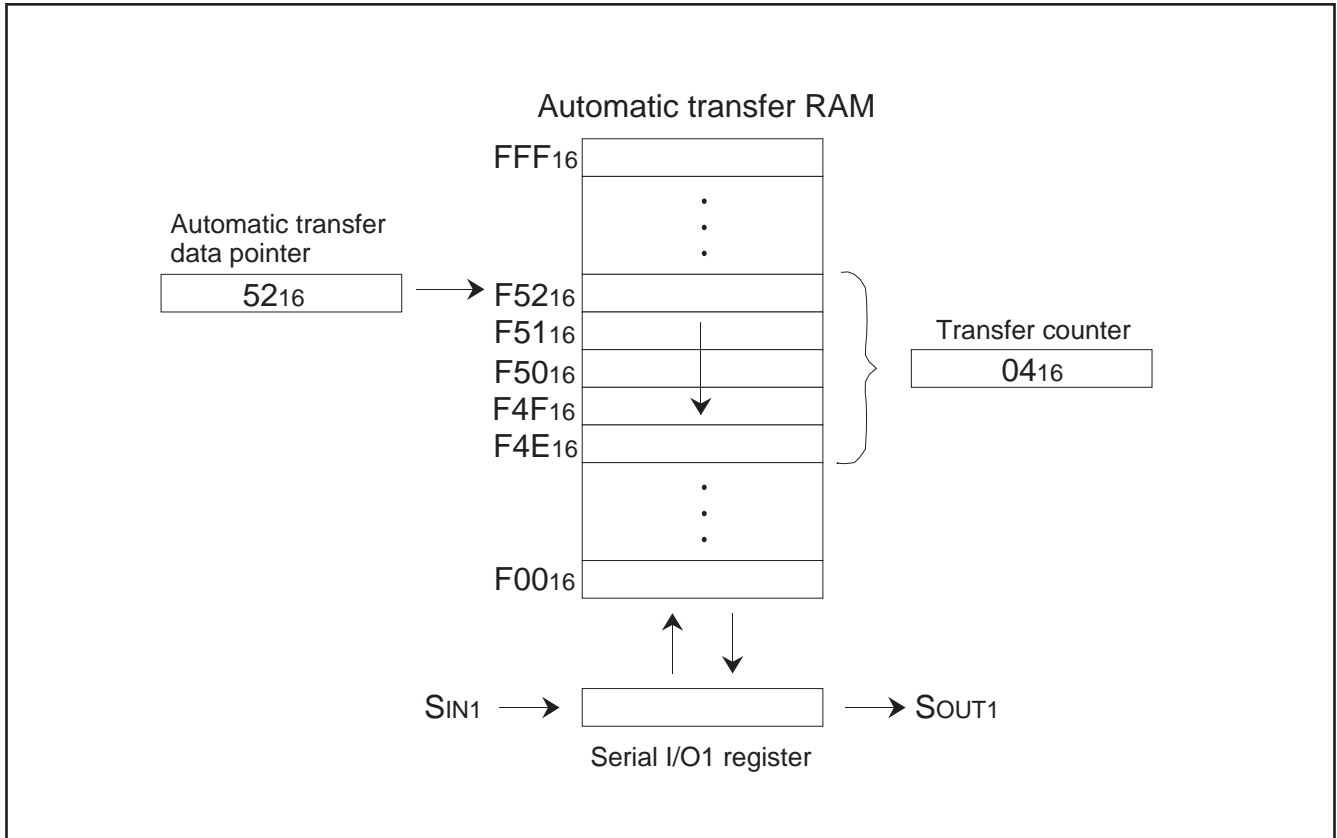 Automatic transfer RAM
FFF16
Automatic transfer
data pointer
5216
F5216
F5116
F5016
F4F16
F4E16
Transfer counter
0416
F0016
SIN1
SOUT1
Serial I/O1 register